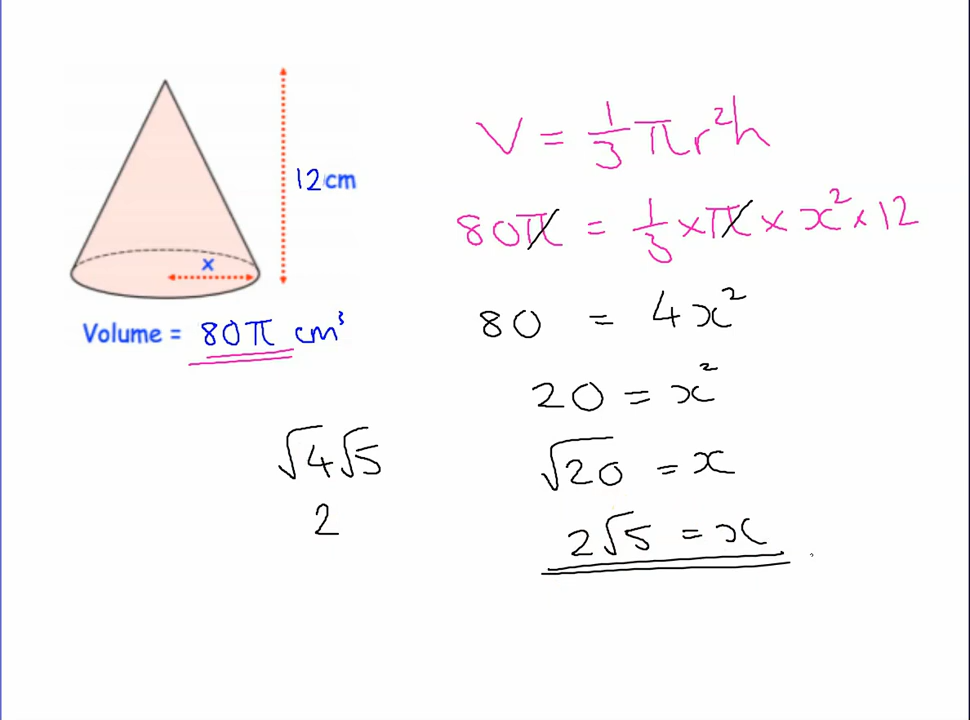 12cm
x
Volume = 80π cm³
V = 1/3 πr²h
80π = 1/3 × π × x² × 12
80 = 4x²
20 = x²
√20 = x
2√5 = x
√4√5
2